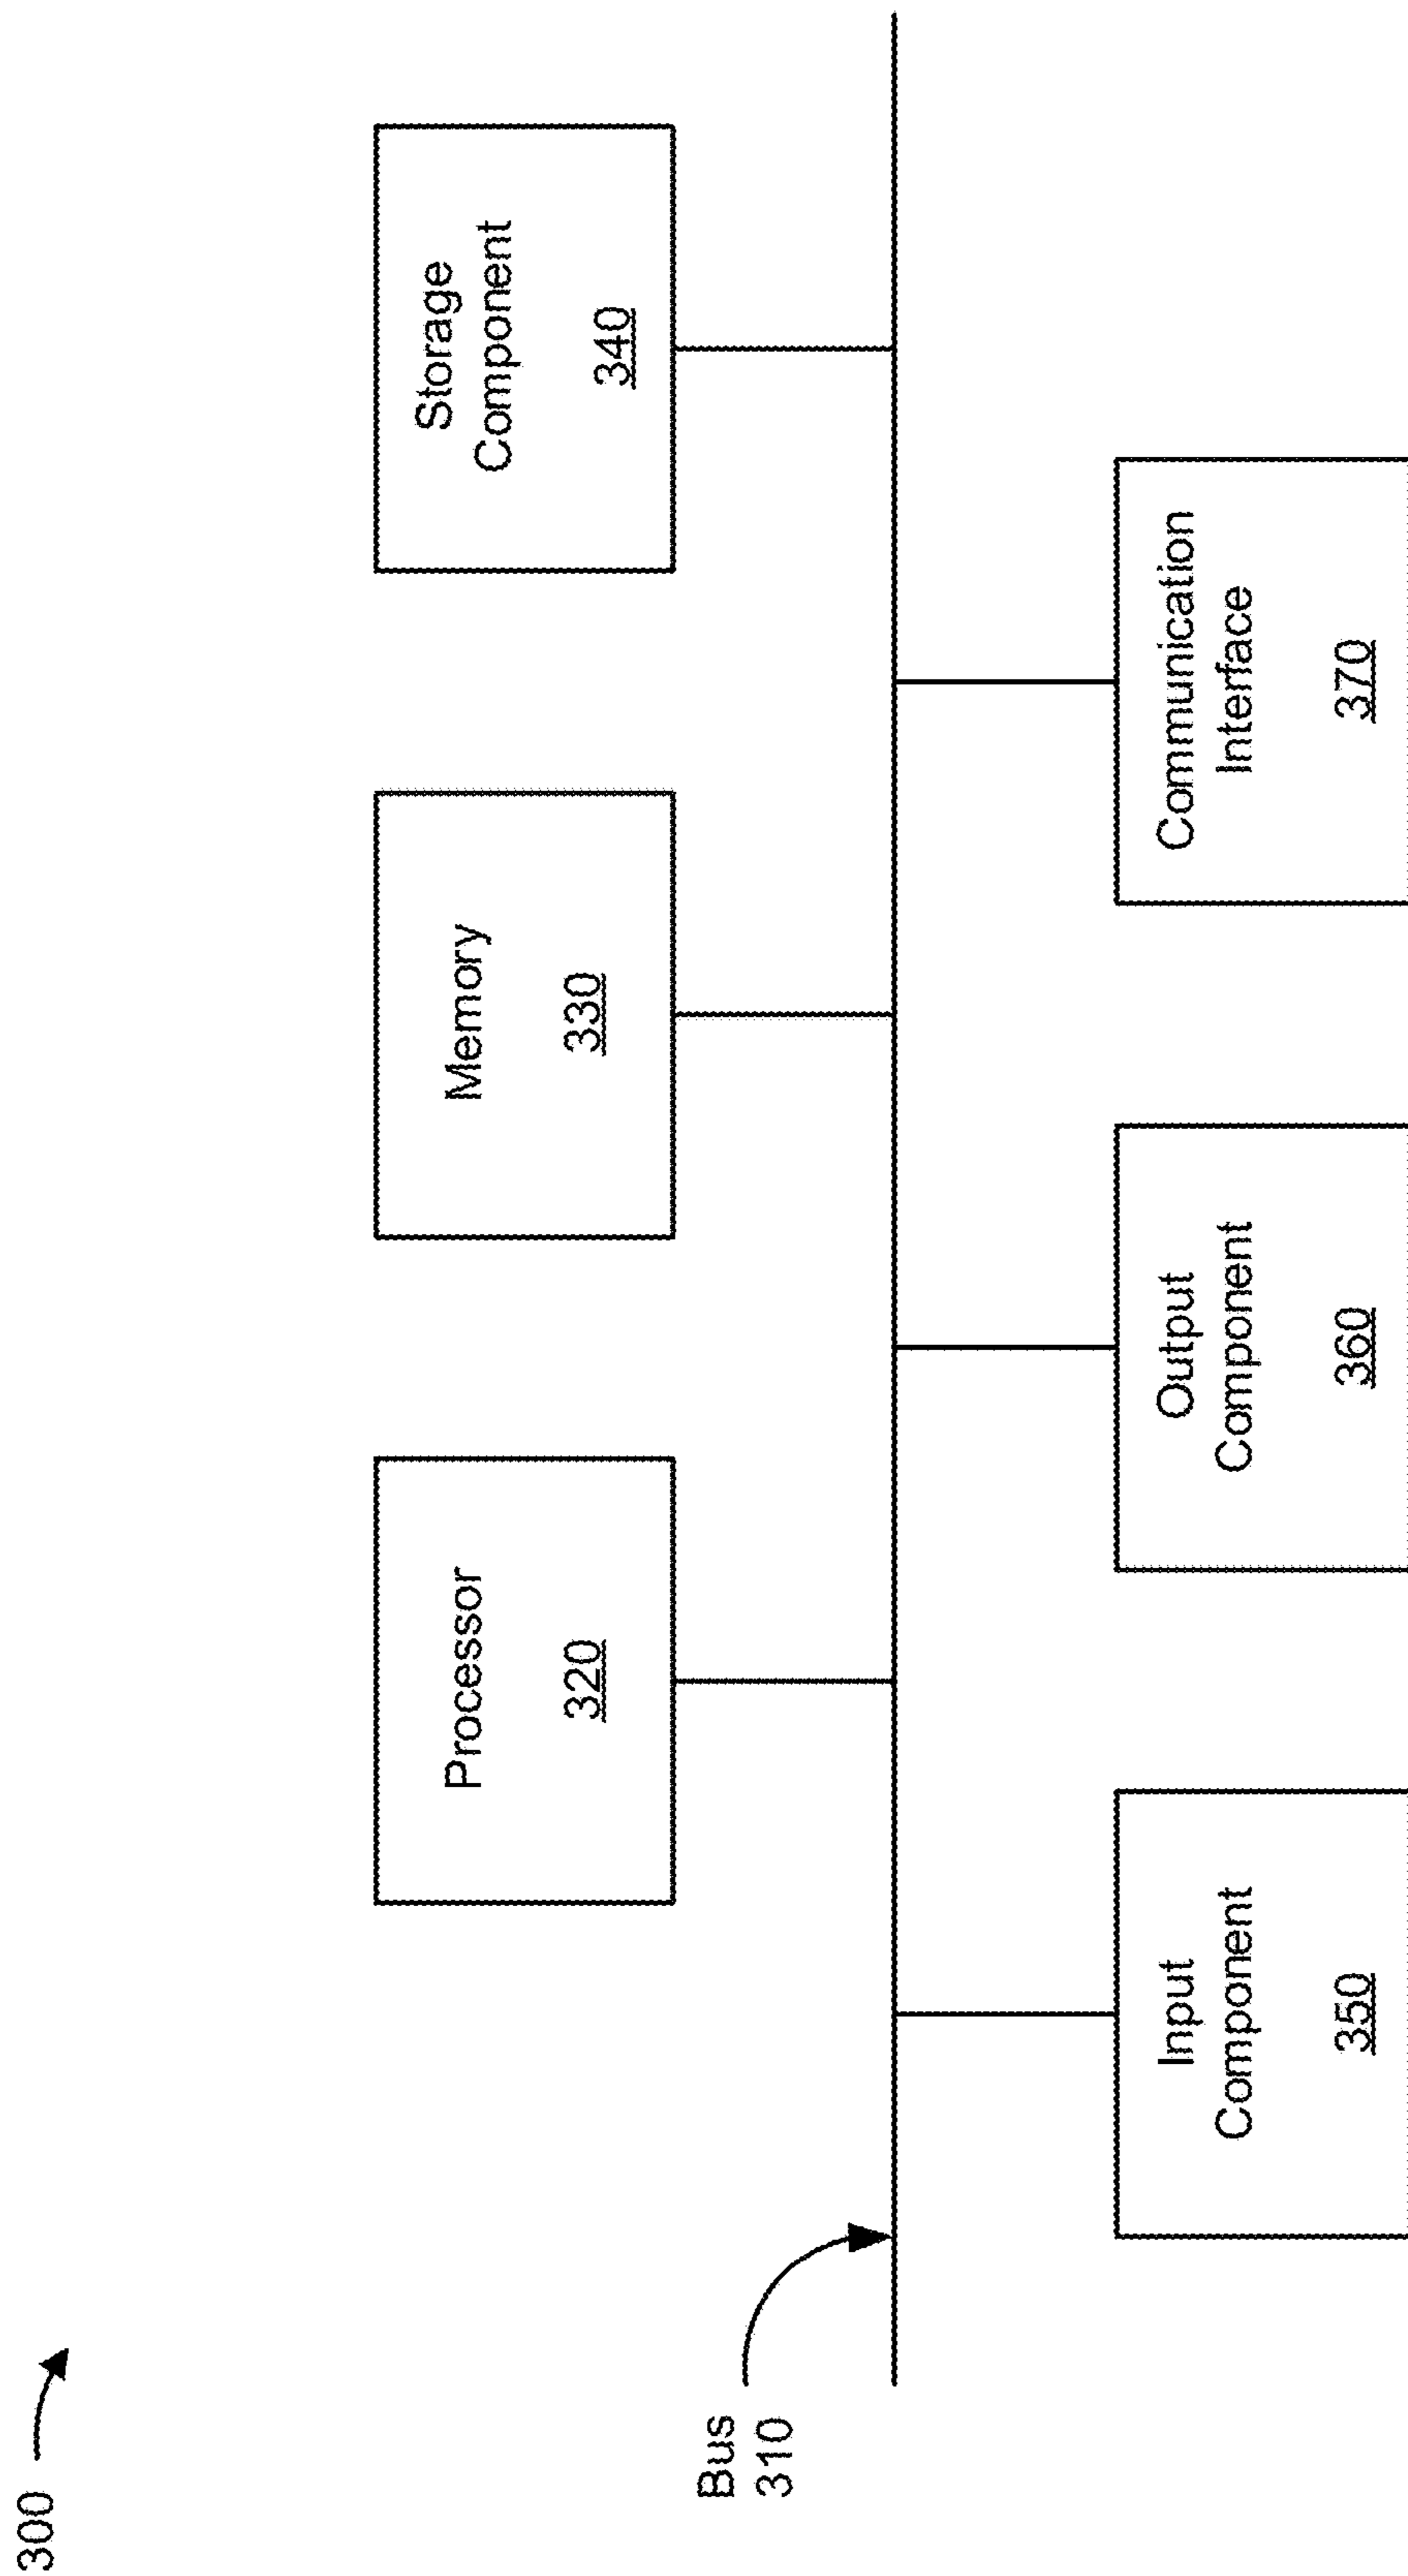 300
Processor
320
Memory
330
Storage
Component
340
Bus
310
Input
Component
350
Output
Component
360
Communication
Interface
370